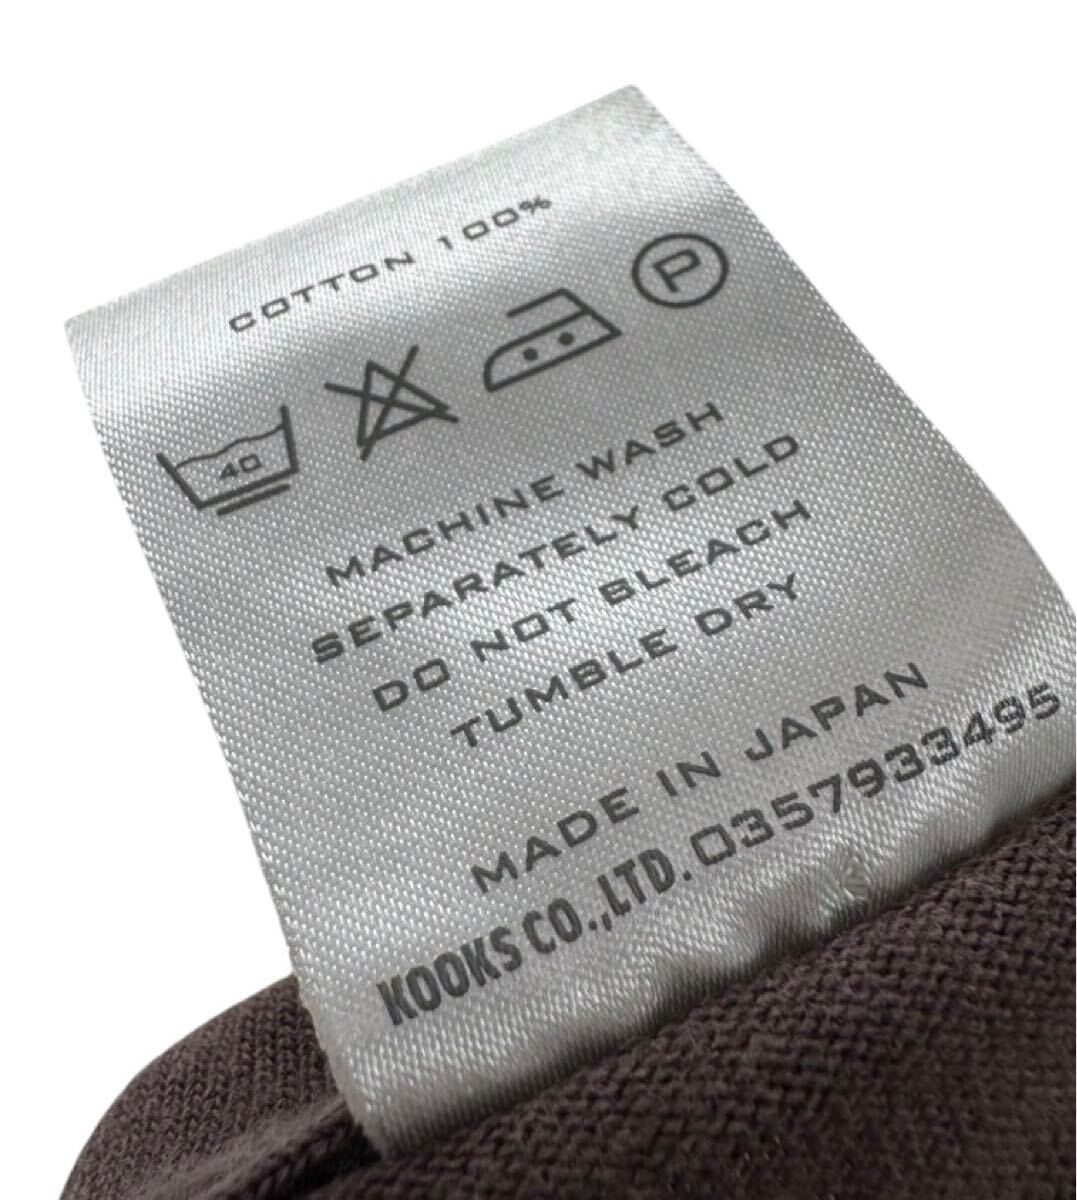 COTTON 100%
P
40
MACHINE WASH
SEPARATELY COLD
DO NOT BLEACH
TUMBLE DRY
MADE IN JAPAN
KOOKS CO.,LTD. 0357933495